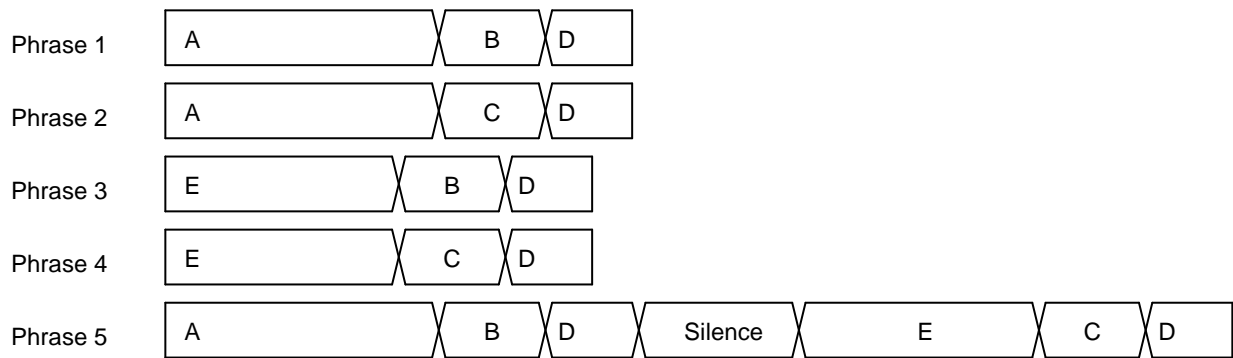 Phrase 1 A B D
Phrase 2 A C D
Phrase 3 E B D
Phrase 4 E C D
Phrase 5 A B D Silence E C D